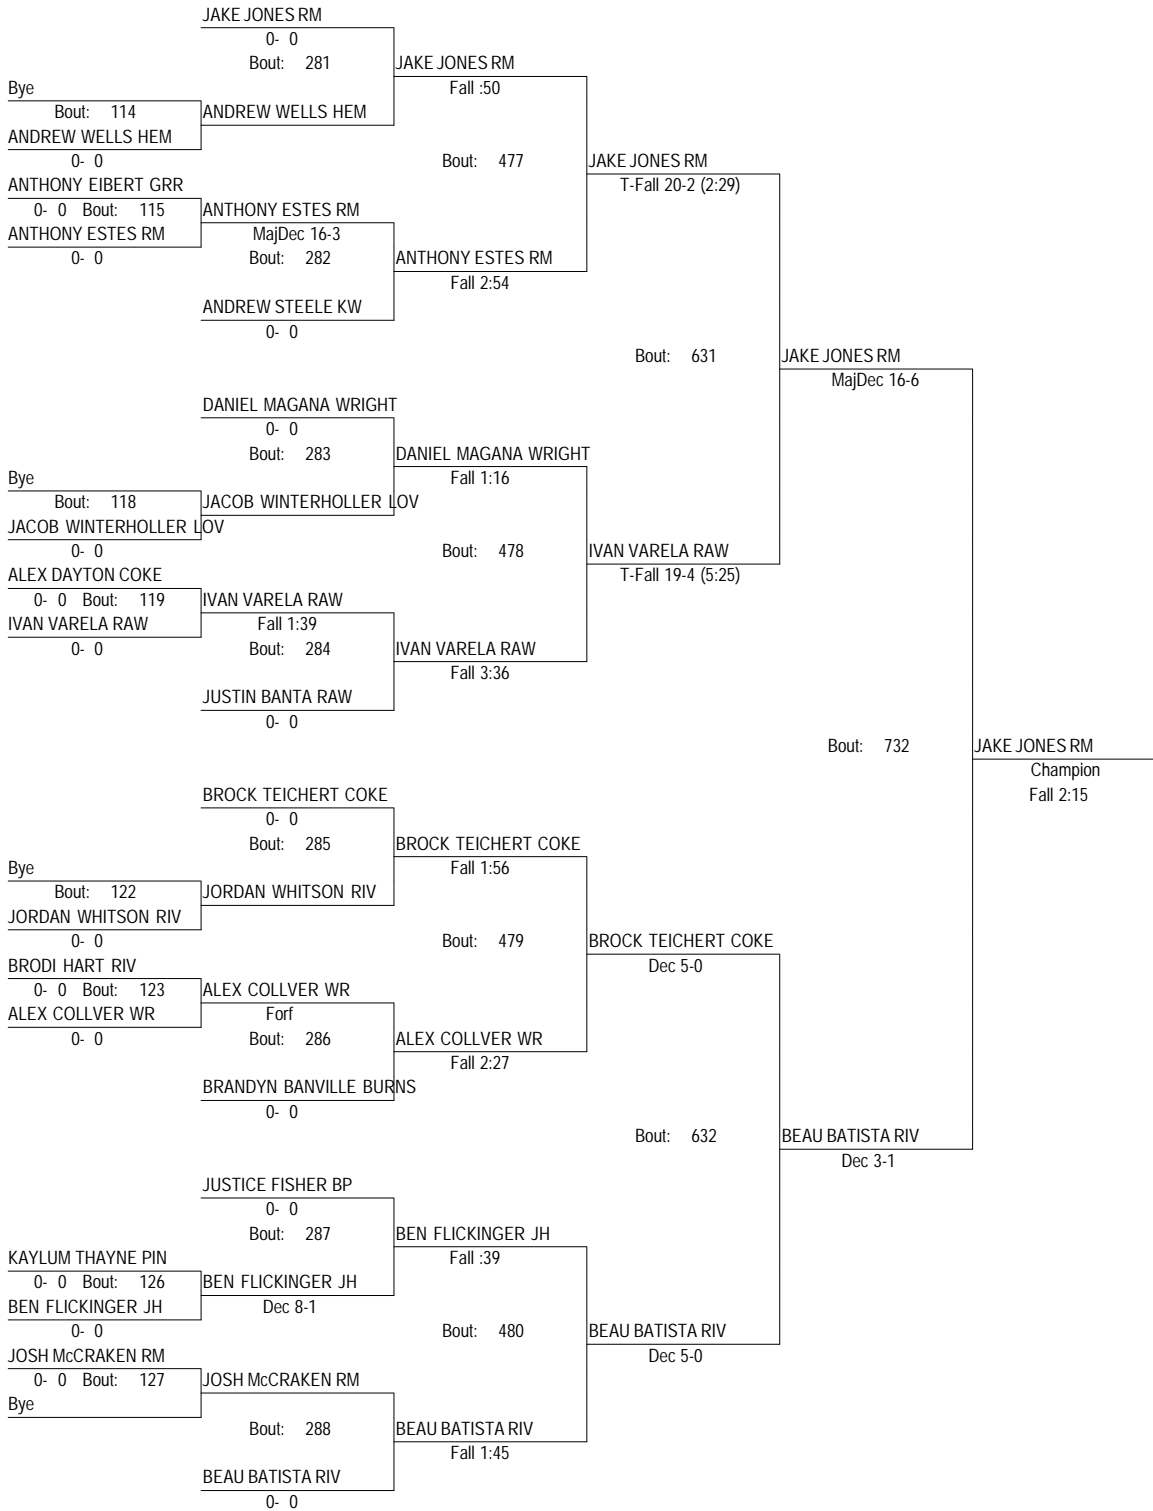 JAKE JONES RM
0- 0
Bout: 281
JAKE JONES RM
Fall :50
Bye
Bout: 114
ANDREW WELLS HEM
ANDREW WELLS HEM
0- 0
Bout: 477
JAKE JONES RM
T-Fall 20-2 (2:29)
ANTHONY EIBERT GRR
0- 0 Bout: 115
ANTHONY ESTES RM
ANTHONY ESTES RM
MajDec 16-3
0- 0
Bout: 282
ANTHONY ESTES RM
Fall 2:54
ANDREW STEELE KW
0- 0
Bout: 631
JAKE JONES RM
MajDec 16-6
DANIEL MAGANA WRIGHT
0- 0
Bout: 283
DANIEL MAGANA WRIGHT
Fall 1:16
Bye
Bout: 118
JACOB WINTERHOLLER LOV
JACOB WINTERHOLLER LOV
0- 0
Bout: 478
IVAN VARELA RAW
T-Fall 19-4 (5:25)
ALEX DAYTON COKE
0- 0 Bout: 119
IVAN VARELA RAW
IVAN VARELA RAW
Fall 1:39
0- 0
Bout: 284
IVAN VARELA RAW
Fall 3:36
JUSTIN BANTA RAW
0- 0
Bout: 732
JAKE JONES RM
Champion
Fall 2:15
BROCK TEICHERT COKE
0- 0
Bout: 285
BROCK TEICHERT COKE
Fall 1:56
Bye
Bout: 122
JORDAN WHITSON RIV
JORDAN WHITSON RIV
0- 0
Bout: 479
BROCK TEICHERT COKE
Dec 5-0
BRODI HART RIV
0- 0 Bout: 123
ALEX COLLVER WR
ALEX COLLVER WR
Forf
0- 0
Bout: 286
ALEX COLLVER WR
Fall 2:27
BRANDYN BANVILLE BURNS
0- 0
Bout: 632
BEAU BATISTA RIV
Dec 3-1
JUSTICE FISHER BP
0- 0
Bout: 287
BEN FLICKINGER JH
Fall :39
KAYLUM THAYNE PIN
0- 0 Bout: 126
BEN FLICKINGER JH
BEN FLICKINGER JH
Dec 8-1
0- 0
Bout: 480
BEAU BATISTA RIV
Dec 5-0
JOSH McCRAKEN RM
0- 0 Bout: 127
JOSH McCRAKEN RM
Bye
Bout: 288
BEAU BATISTA RIV
Fall 1:45
BEAU BATISTA RIV
0- 0